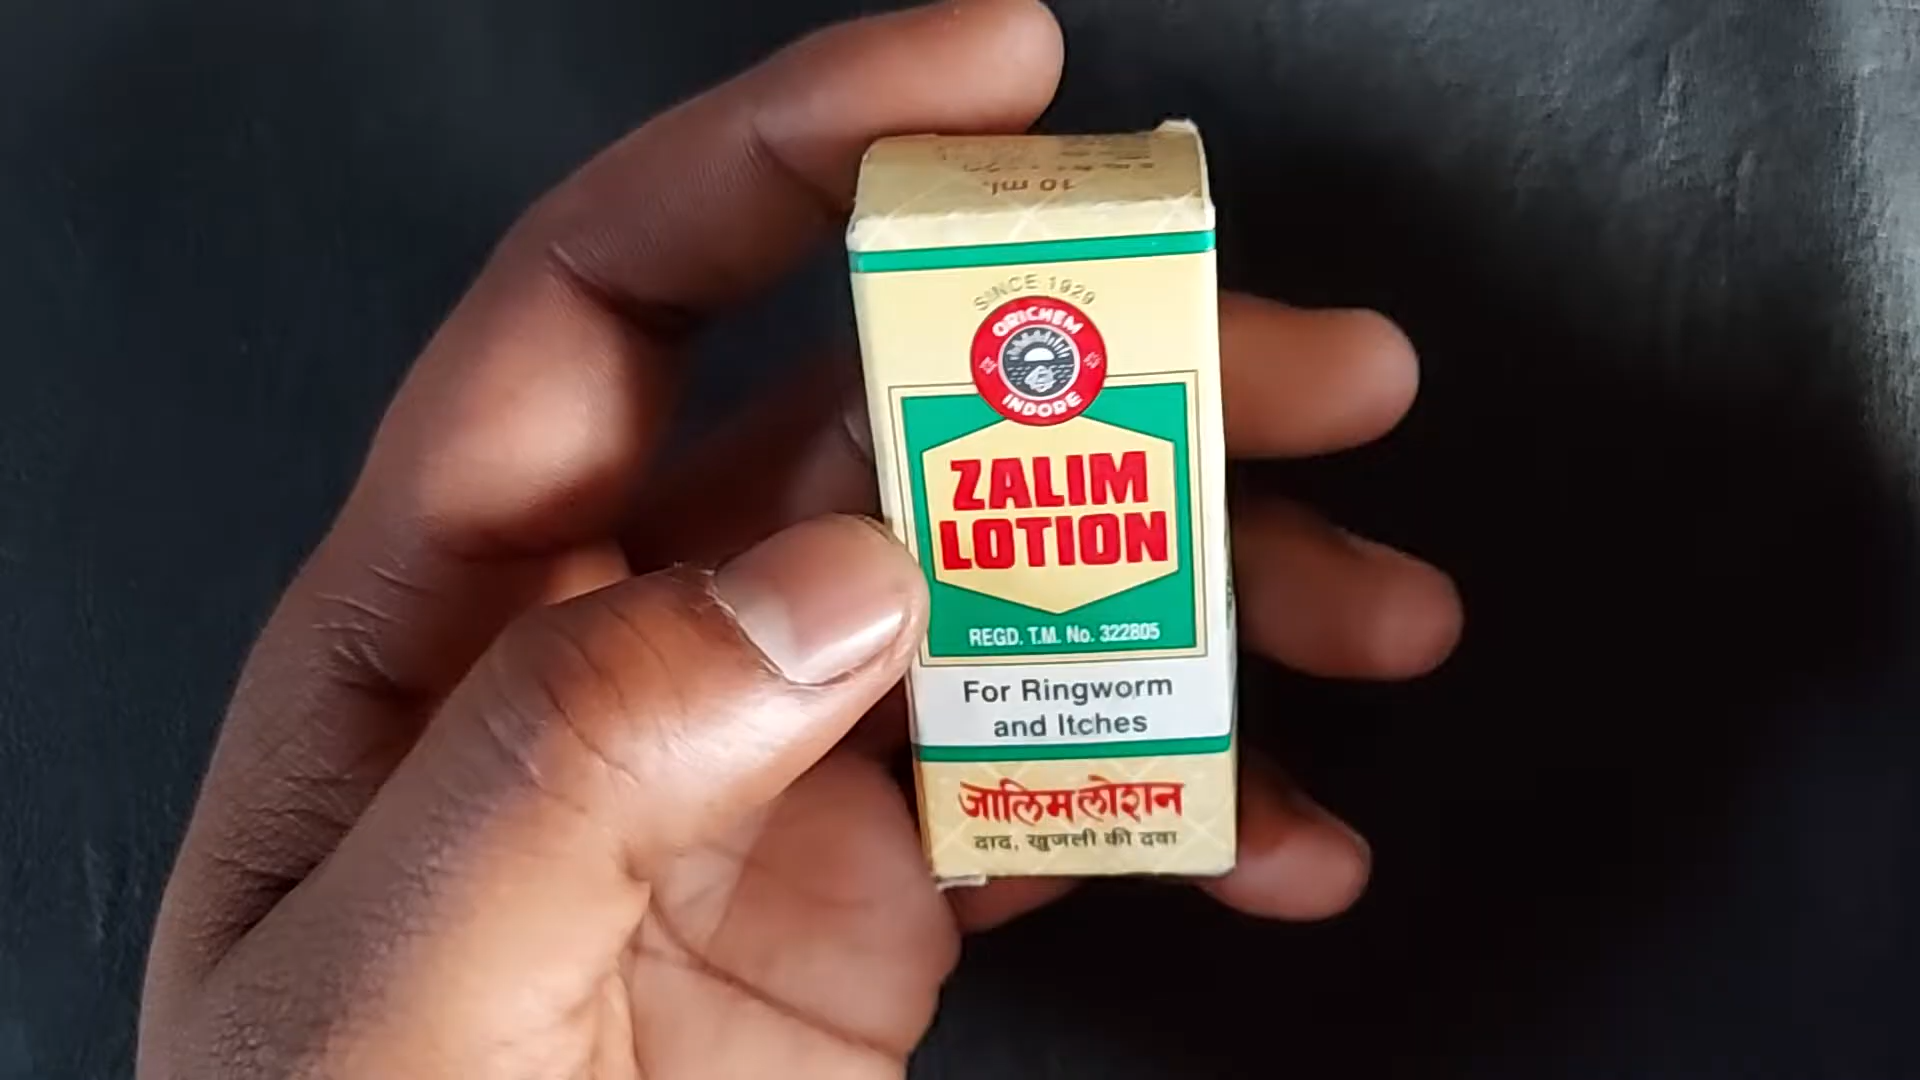 10 ml.
SINCE 1929
ORICHEM
INDORE
ZALIM
LOTION
REGD. T.M. No. 322805
For Ringworm
and Itches
जालिम लोशन
दाद, खुजली की दवा